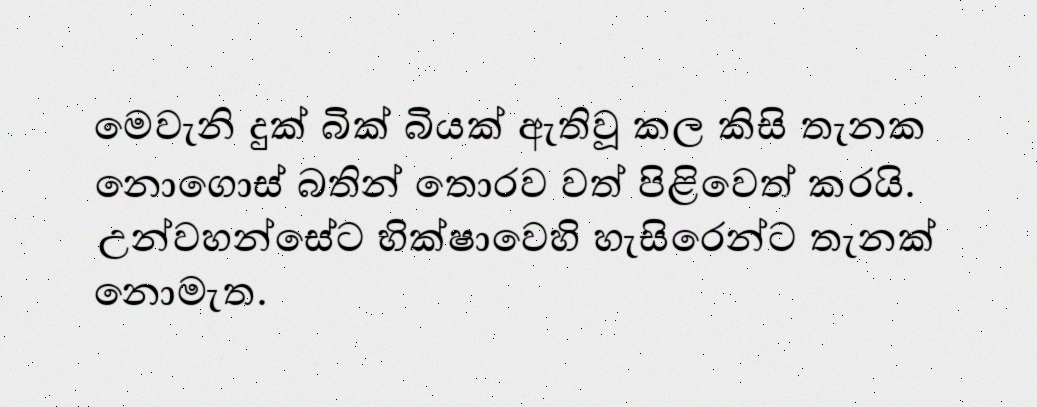 මෙවැනි දුක් බික් බියක් ඇතිවූ කල කිසි තැනක
නොගොස් බතින් තොරව වත් පිළිවෙත් කරයි.
උන්වහන්සේට භික්ෂාවෙහි හැසිරෙන්ට තැනක්
නොමැත.